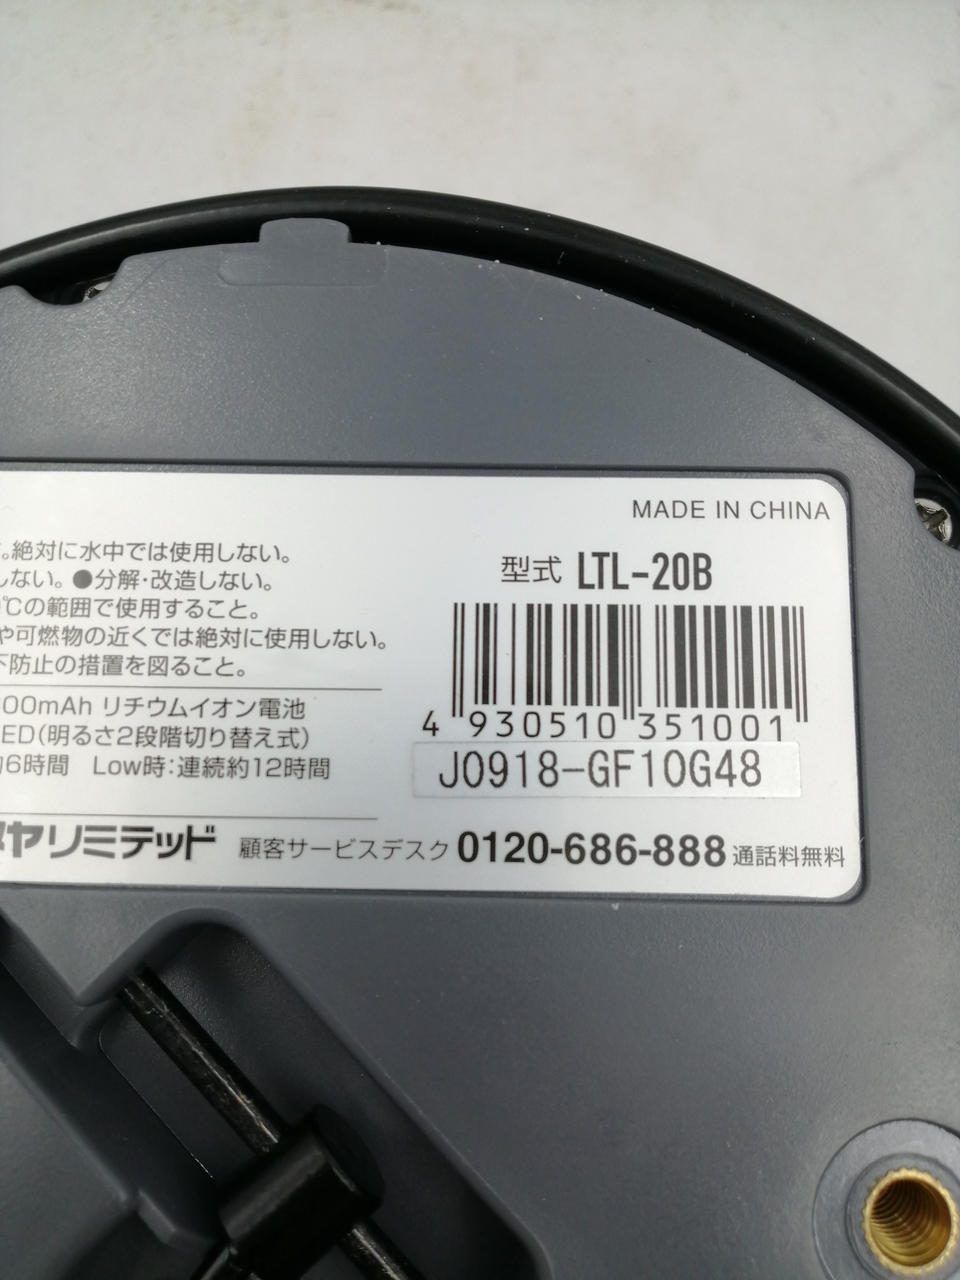 MADE IN CHINA
。絶対に水中では使用しない。
しない。●分解・改造しない。
℃の範囲で使用すること。
や可燃物の近くでは絶対に使用しない。
下防止の措置を図ること。
00mAh リチウムイオン電池
ED(明るさ2段階切り替え式)
6時間 Low時:連続約12時間
型式 LTL-20B
4 930510 351001
J0918-GF10G48
ヤリミテッド 顧客サービスデスク 0120-686-888 通話料無料